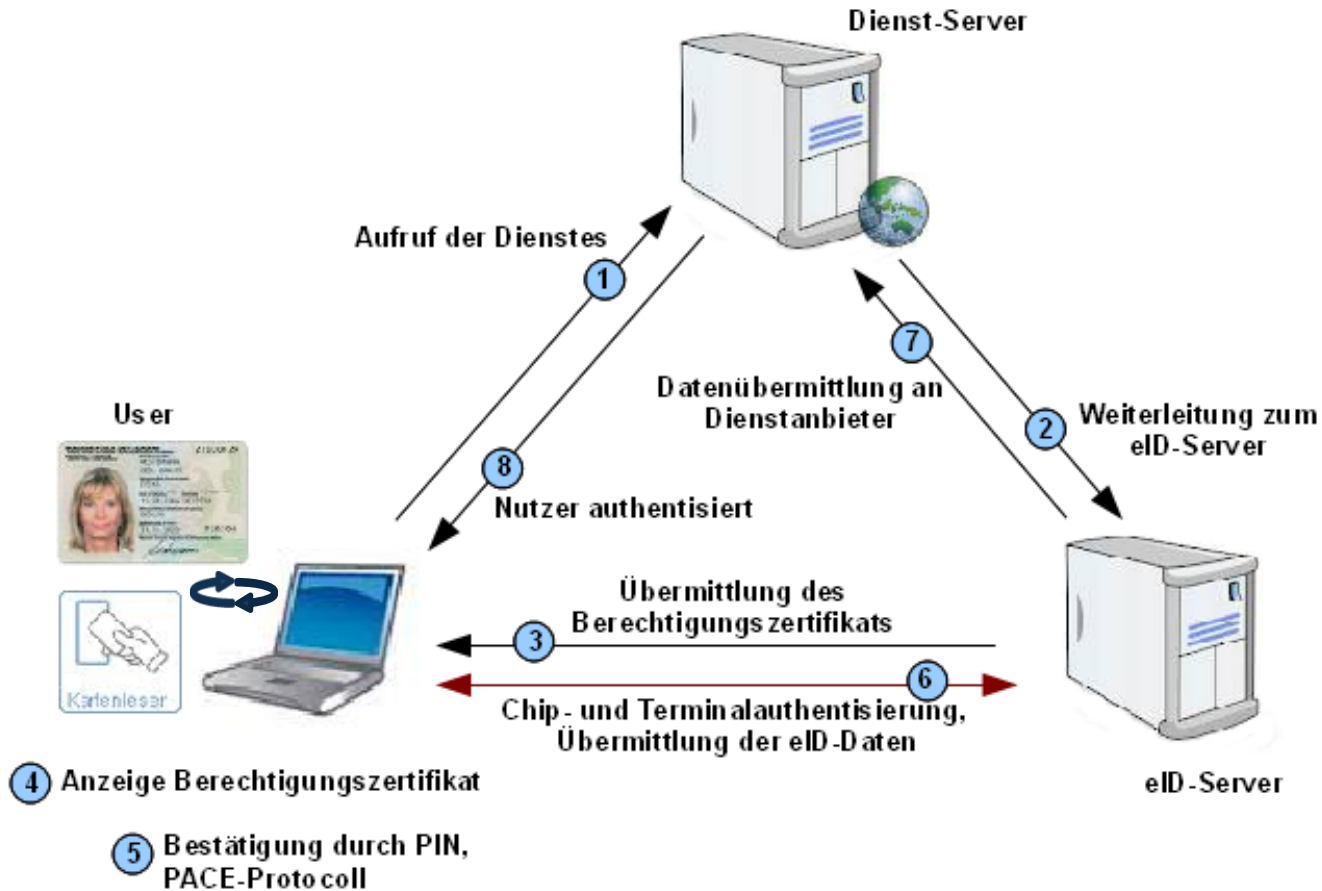 Dienst-Server
Aufruf der Dienstes
1
7
Datenübermittlung an
Dienstanbieter
2
Weiterleitung zum
eID-Server
User
8
Nutzer authentisiert
Übermittlung des
Berechtigungszertifikats
3
Kartenleser
6
Chip- und Terminalauthentisierung,
Übermittlung der eID-Daten
eID-Server
4 Anzeige Berechtigungszertifikat
5 Bestätigung durch PIN,
PACE-Protocoll